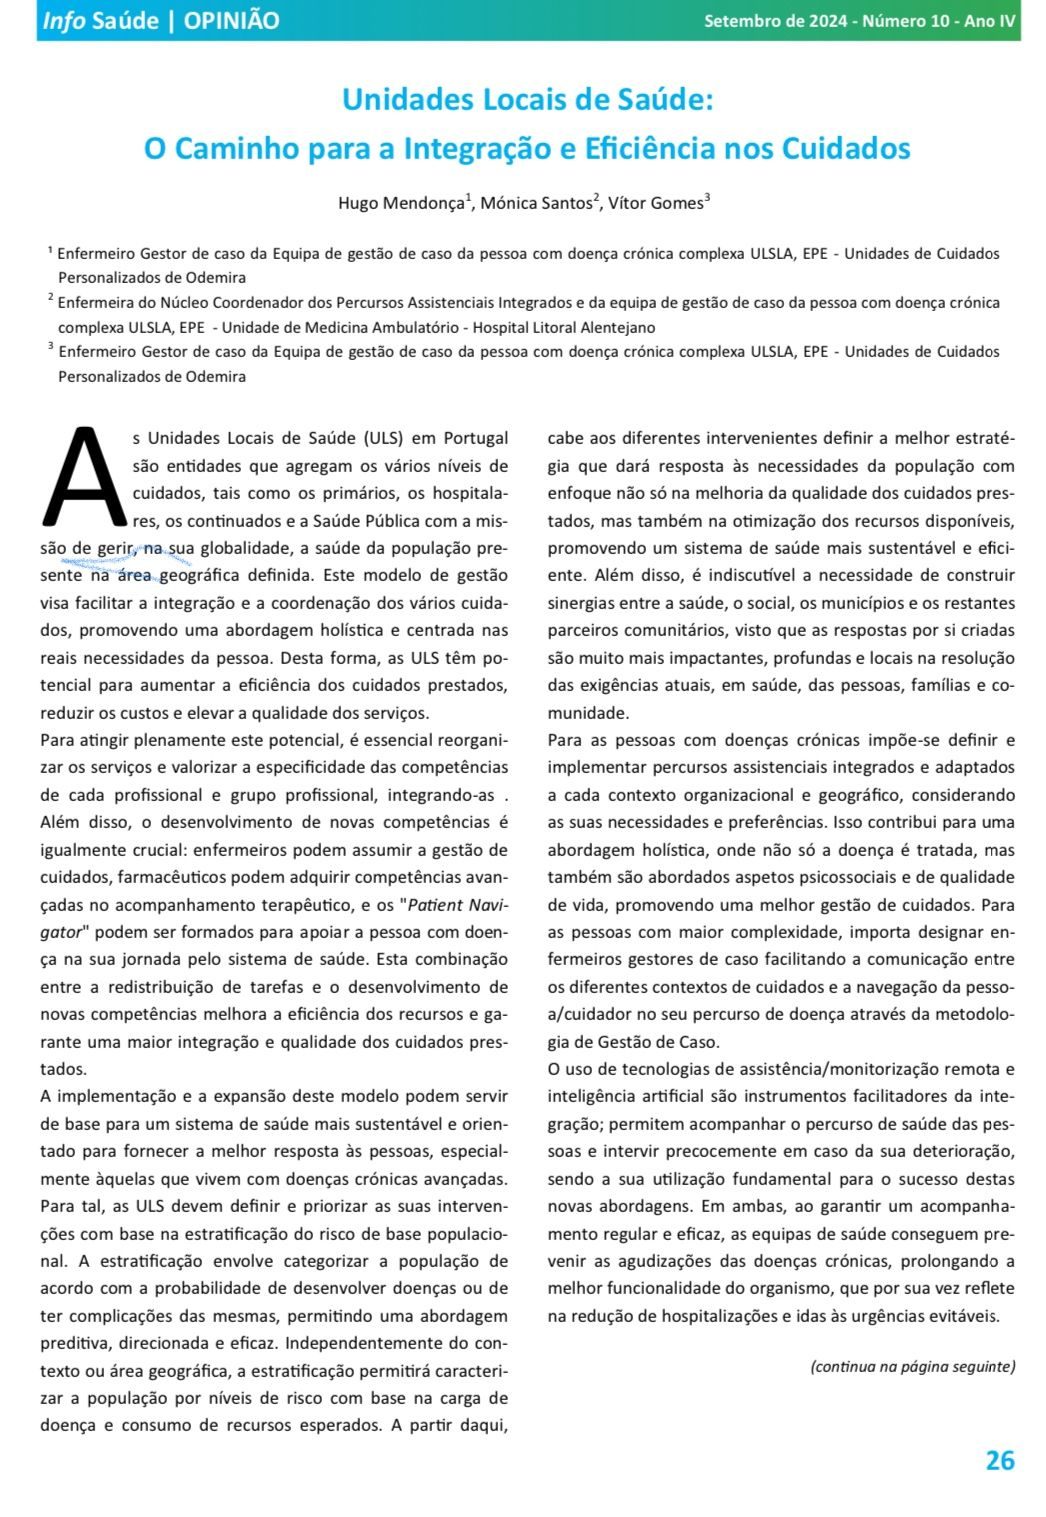 Info Saúde | OPINIÃO
Setembro de 2024 - Número 10 - Ano IV
Unidades Locais de Saúde:
O Caminho para a Integração e Eficiência nos Cuidados
Hugo Mendonça1, Mónica Santos2, Vítor Gomes3
1 Enfermeiro Gestor de caso da Equipa de gestão de caso da pessoa com doença crónica complexa ULSLA, EPE - Unidades de Cuidados
Personalizados de Odemira
2 Enfermeira do Núcleo Coordenador dos Percursos Assistenciais Integrados e da equipa de gestão de caso da pessoa com doença crónica
complexa ULSLA, EPE - Unidade de Medicina Ambulatório - Hospital Litoral Alentejano
3 Enfermeiro Gestor de caso da Equipa de gestão de caso da pessoa com doença crónica complexa ULSLA, EPE - Unidades de Cuidados
Personalizados de Odemira
As Unidades Locais de Saúde (ULS) em Portugal
são entidades que agregam os vários níveis de
cuidados, tais como os primários, os hospitala-
res, os continuados e a Saúde Pública com a mis-
são de gerir, na sua globalidade, a saúde da população pre-
sente na área geográfica definida. Este modelo de gestão
visa facilitar a integração e a coordenação dos vários cuida-
dos, promovendo uma abordagem holística e centrada nas
reais necessidades da pessoa. Desta forma, as ULS têm po-
tencial para aumentar a eficiência dos cuidados prestados,
reduzir os custos e elevar a qualidade dos serviços.
Para atingir plenamente este potencial, é essencial reorgani-
zar os serviços e valorizar a especificidade das competências
de cada profissional e grupo profissional, integrando-as .
Além disso, o desenvolvimento de novas competências é
igualmente crucial: enfermeiros podem assumir a gestão de
cuidados, farmacêuticos podem adquirir competências avan-
çadas no acompanhamento terapêutico, e os "Patient Navi-
gator" podem ser formados para apoiar a pessoa com doen-
ça na sua jornada pelo sistema de saúde. Esta combinação
entre a redistribuição de tarefas e o desenvolvimento de
novas competências melhora a eficiência dos recursos e ga-
rante uma maior integração e qualidade dos cuidados pres-
tados.
A implementação e a expansão deste modelo podem servir
de base para um sistema de saúde mais sustentável e orien-
tado para fornecer a melhor resposta às pessoas, especial-
mente àquelas que vivem com doenças crónicas avançadas.
Para tal, as ULS devem definir e priorizar as suas interven-
ções com base na estratificação do risco de base populacio-
nal. A estratificação envolve categorizar a população de
acordo com a probabilidade de desenvolver doenças ou de
ter complicações das mesmas, permitindo uma abordagem
preditiva, direcionada e eficaz. Independentemente do con-
texto ou área geográfica, a estratificação permitirá caracteri-
zar a população por níveis de risco com base na carga de
doença e consumo de recursos esperados. A partir daqui,
cabe aos diferentes intervenientes definir a melhor estraté-
gia que dará resposta às necessidades da população com
enfoque não só na melhoria da qualidade dos cuidados pres-
tados, mas também na otimização dos recursos disponíveis,
promovendo um sistema de saúde mais sustentável e efici-
ente. Além disso, é indiscutível a necessidade de construir
sinergias entre a saúde, o social, os municípios e os restantes
parceiros comunitários, visto que as respostas por si criadas
são muito mais impactantes, profundas e locais na resolução
das exigências atuais, em saúde, das pessoas, famílias e co-
munidade.
Para as pessoas com doenças crónicas impõe-se definir e
implementar percursos assistenciais integrados e adaptados
a cada contexto organizacional e geográfico, considerando
as suas necessidades e preferências. Isso contribui para uma
abordagem holística, onde não só a doença é tratada, mas
também são abordados aspetos psicossociais e de qualidade
de vida, promovendo uma melhor gestão de cuidados. Para
as pessoas com maior complexidade, importa designar en-
fermeiros gestores de caso facilitando a comunicação entre
os diferentes contextos de cuidados e a navegação da pesso-
a/cuidador no seu percurso de doença através da metodolo-
gia de Gestão de Caso.
O uso de tecnologias de assistência/monitorização remota e
inteligência artificial são instrumentos facilitadores da inte-
gração; permitem acompanhar o percurso de saúde das pes-
soas e intervir precocemente em caso da sua deterioração,
sendo a sua utilização fundamental para o sucesso destas
novas abordagens. Em ambas, ao garantir um acompanha-
mento regular e eficaz, as equipas de saúde conseguem pre-
venir as agudizações das doenças crónicas, prolongando a
melhor funcionalidade do organismo, que por sua vez reflete
na redução de hospitalizações e idas às urgências evitáveis.
(continua na página seguinte)
26